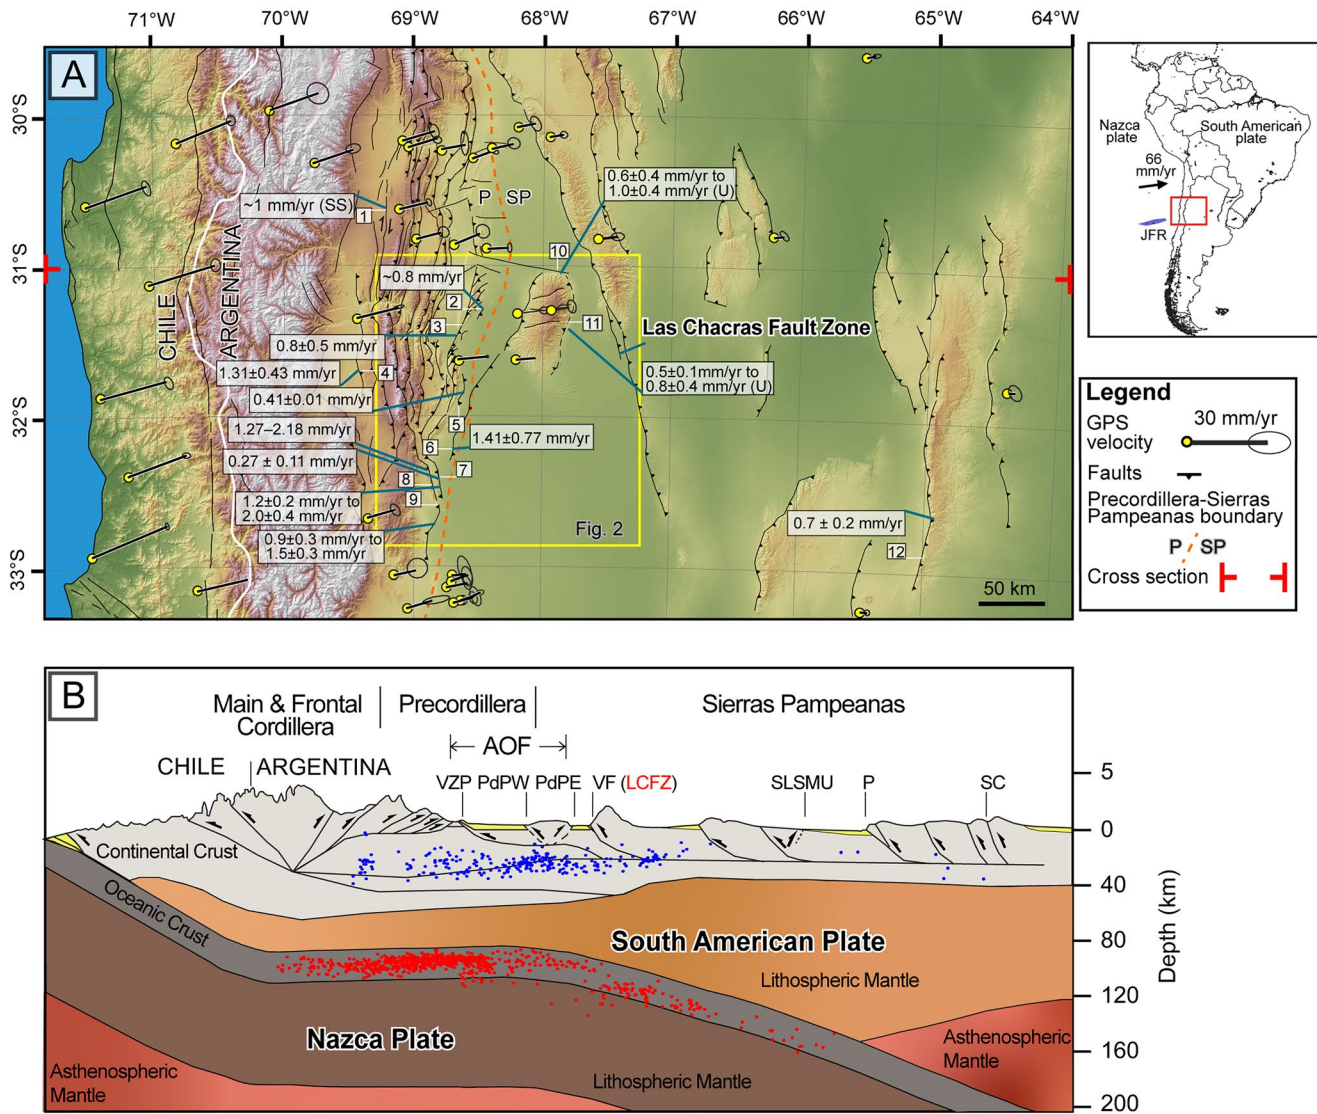 71°W 70°W 69°W 68°W 67°W 66°W 65°W 64°W
A
30°S
31°S
32°S
33°S
CHILE
ARGENTINA
P SP
~1 mm/yr (SS)
1
0.6±0.4 mm/yr to
1.0±0.4 mm/yr (U)
10
~0.8 mm/yr
2
3
11
Las Chacras Fault Zone
0.8±0.5 mm/yr
1.31±0.43 mm/yr
4
0.5±0.1mm/yr to
0.8±0.4 mm/yr (U)
0.41±0.01 mm/yr
5
1.27–2.18 mm/yr
6
1.41±0.77 mm/yr
0.27 ± 0.11 mm/yr
7
8
9
1.2±0.2 mm/yr to
2.0±0.4 mm/yr
0.9±0.3 mm/yr to
1.5±0.3 mm/yr
Fig. 2
0.7 ± 0.2 mm/yr
12
50 km
Nazca
plate
South American
plate
66
mm/yr
JFR
Legend
GPS
velocity
30 mm/yr
Faults
Precordillera-Sierras
Pampeanas boundary
P SP
Cross section
B
Main & Frontal
Cordillera
Precordillera
Sierras Pampeanas
AOF
CHILE ARGENTINA
VZP PdPW PdPE VF (LCFZ) SLSMU P SC
5
0
40
80
120
160
200
Depth (km)
Continental Crust
Oceanic Crust
South American Plate
Lithospheric Mantle
Nazca Plate
Asthenospheric
Mantle
Asthenospheric
Mantle
Lithospheric Mantle